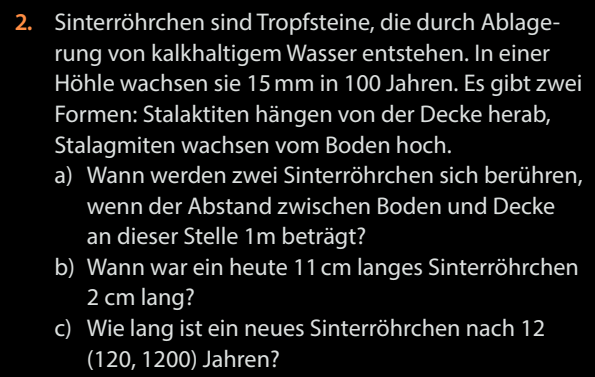 2. Sinterröhrchen sind Tropfsteine, die durch Ablage-
rung von kalkhaltigem Wasser entstehen. In einer
Höhle wachsen sie 15 mm in 100 Jahren. Es gibt zwei
Formen: Stalaktiten hängen von der Decke herab,
Stalagmiten wachsen vom Boden hoch.
a) Wann werden zwei Sinterröhrchen sich berühren,
wenn der Abstand zwischen Boden und Decke
an dieser Stelle 1m beträgt?
b) Wann war ein heute 11 cm langes Sinterröhrchen
2 cm lang?
c) Wie lang ist ein neues Sinterröhrchen nach 12
(120, 1200) Jahren?